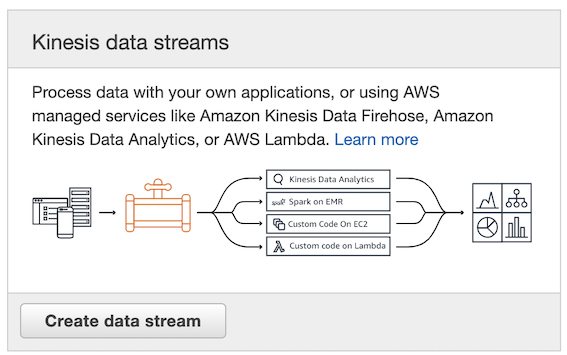 Kinesis data streams
Process data with your own applications, or using AWS
managed services like Amazon Kinesis Data Firehose, Amazon
Kinesis Data Analytics, or AWS Lambda. Learn more
Kinesis Data Analytics
Spark Spark on EMR
Custom Code On EC2
Custom code on Lambda
Create data stream